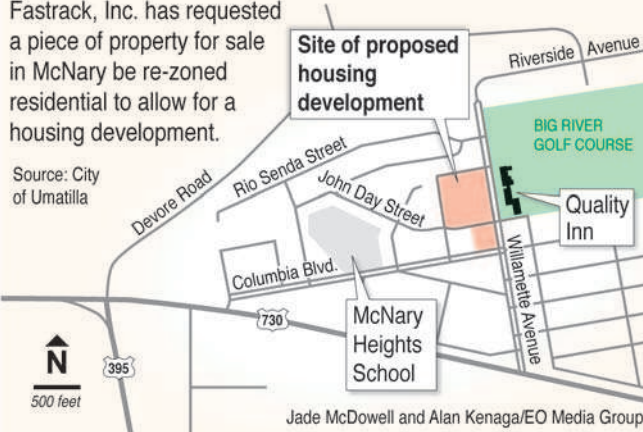 Fastrack, Inc. has requested
a piece of property for sale
in McNary be re-zoned
residential to allow for a
housing development.
Source: City
of Umatilla
Site of proposed
housing
development
Riverside Avenue
BIG RIVER
GOLF COURSE
Quality
Inn
Devore Road
Rio Senda Street
John Day Street
Columbia Blvd.
Willamette Avenue
McNary
Heights
School
730
395
N
500 feet
Jade McDowell and Alan Kenaga/EO Media Group